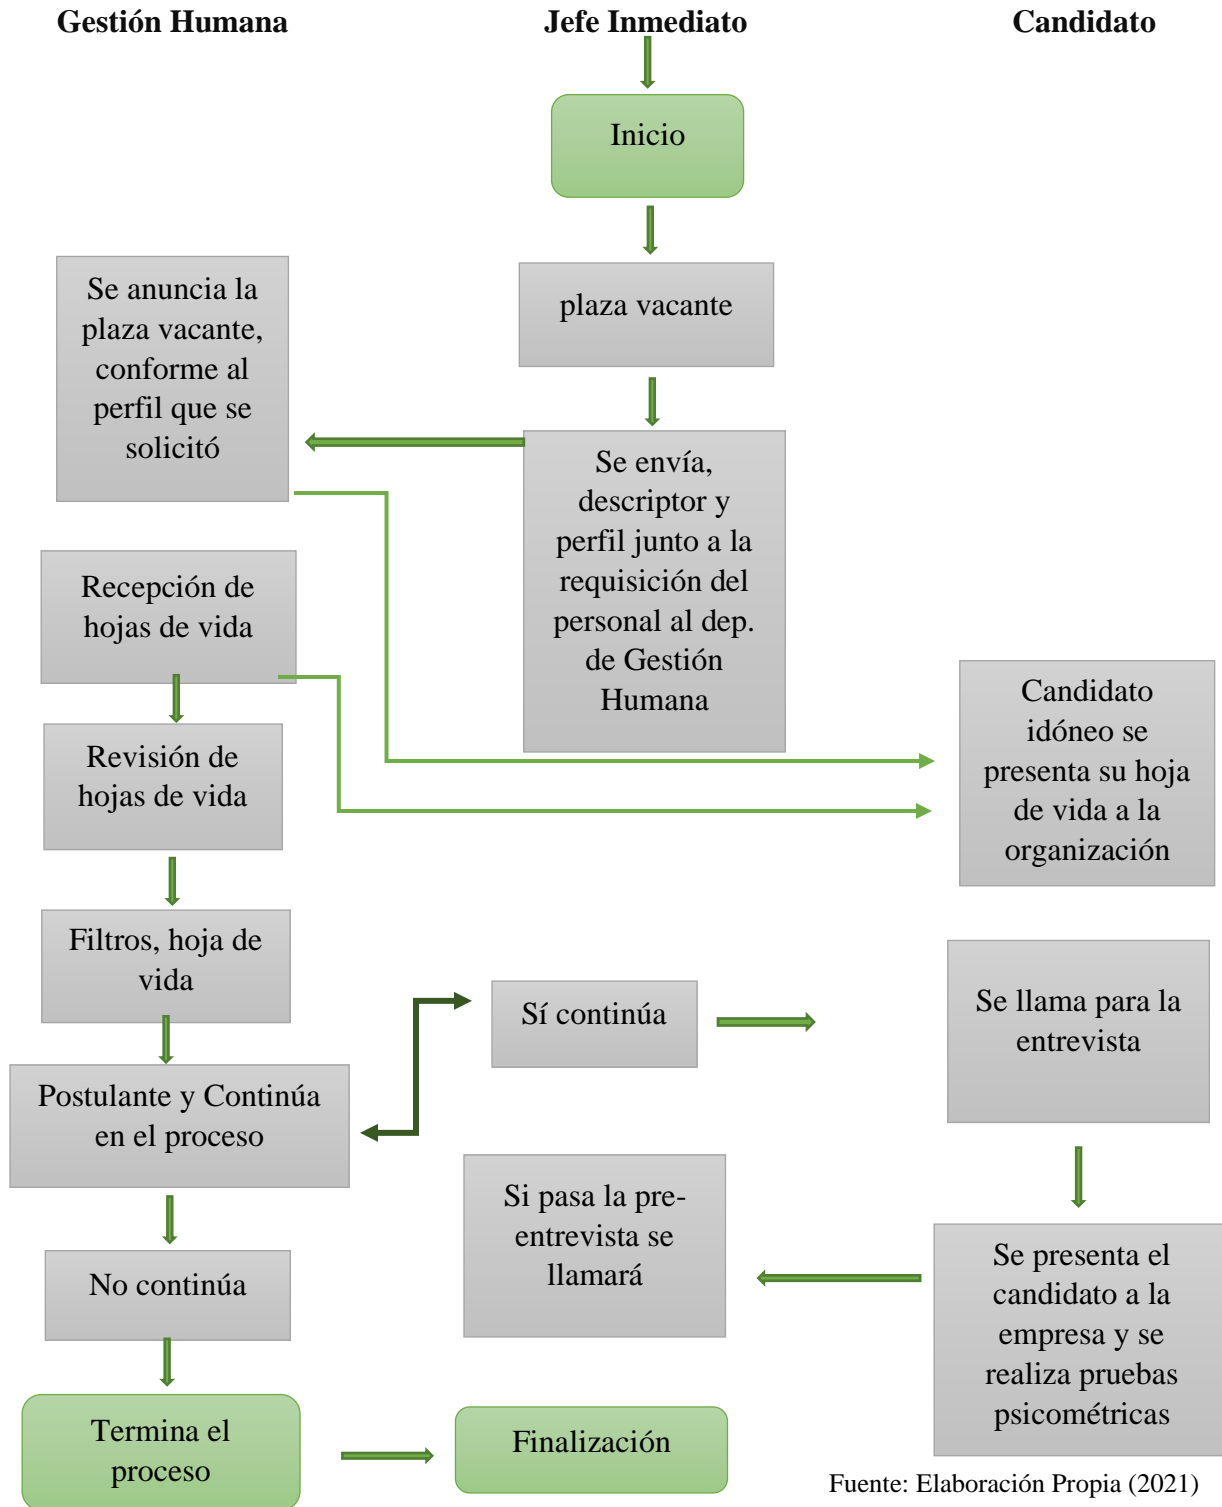 Gestión Humana
Jefe Inmediato
Candidato
Inicio
plaza vacante
Se anuncia la
plaza vacante,
conforme al
perfil que se
solicitó
Se envía,
descriptor y
perfil junto a la
requisición del
personal al dep.
de Gestión
Humana
Recepción de
hojas de vida
Candidato
idóneo se
presenta su hoja
de vida a la
organización
Revisión de
hojas de vida
Filtros, hoja de
vida
Sí continúa
Se llama para la
entrevista
Postulante y Continúa
en el proceso
Si pasa la pre-
entrevista se
llamará
Se presenta el
candidato a la
empresa y se
realiza pruebas
psicométricas
No continúa
Termina el
proceso
Finalización
Fuente: Elaboración Propia (2021)